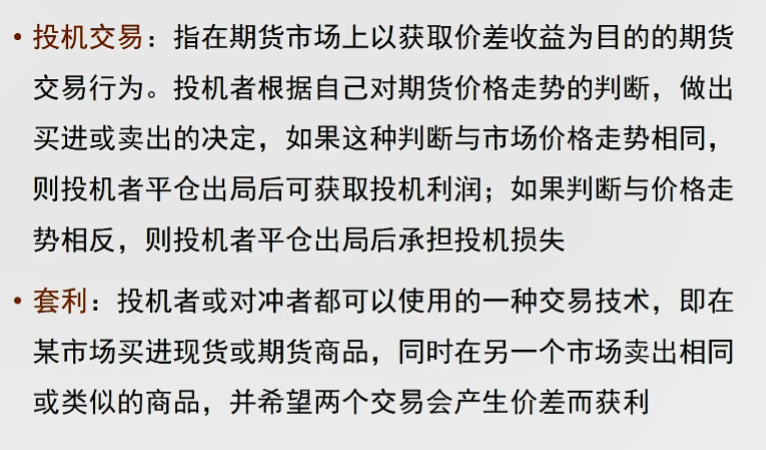 • 投机交易：指在期货市场上以获取价差收益为目的的期货
交易行为。投机者根据自己对期货价格走势的判断，做出
买进或卖出的决定，如果这种判断与市场价格走势相同，
则投机者平仓出局后可获取投机利润；如果判断与价格走
势相反，则投机者平仓出局后承担投机损失
• 套利：投机者或对冲者都可以使用的一种交易技术，即在
某市场买进现货或期货商品，同时在另一个市场卖出相同
或类似的商品，并希望两个交易会产生价差而获利